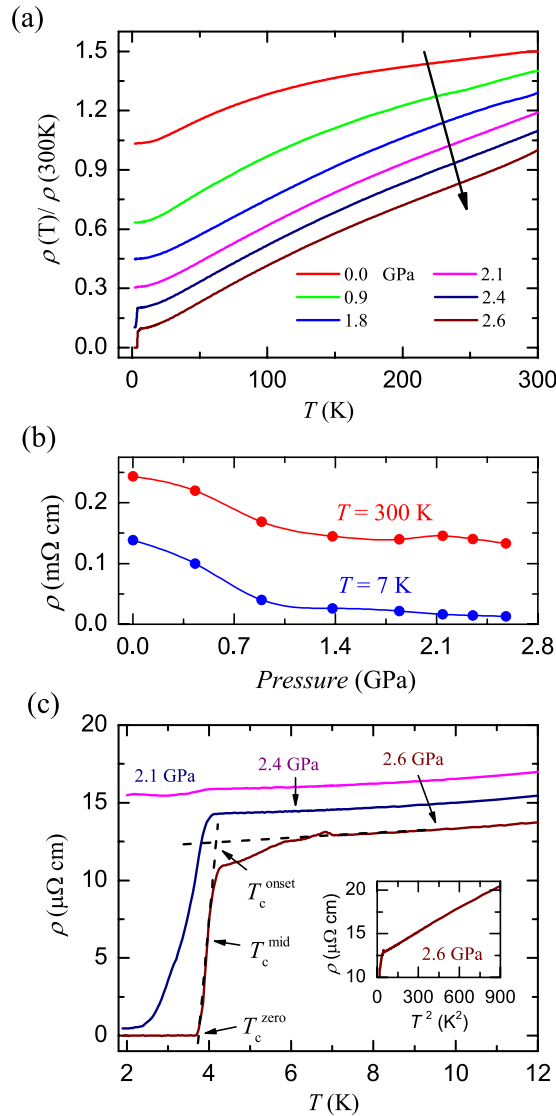 (a)
1.5
1.2
0.9
0.6
0.3
0.0
ρ (T)/ ρ (300K)
0.0 GPa
0.9
1.8
2.1
2.4
2.6
0 100 200 300
T (K)
(b)
0.2
0.1
0.0
ρ (mΩ cm)
T = 300 K
T = 7 K
0.0 0.7 1.4 2.1 2.8
Pressure (GPa)
(c)
20
15
10
5
0
ρ (μΩ cm)
2.1 GPa
2.4 GPa
2.6 GPa
T_c^onset
T_c^mid
T_c^zero
20
15
10
ρ (μΩ cm)
2.6 GPa
0 300 600 900
T ² (K²)
2 4 6 8 10 12
T (K)